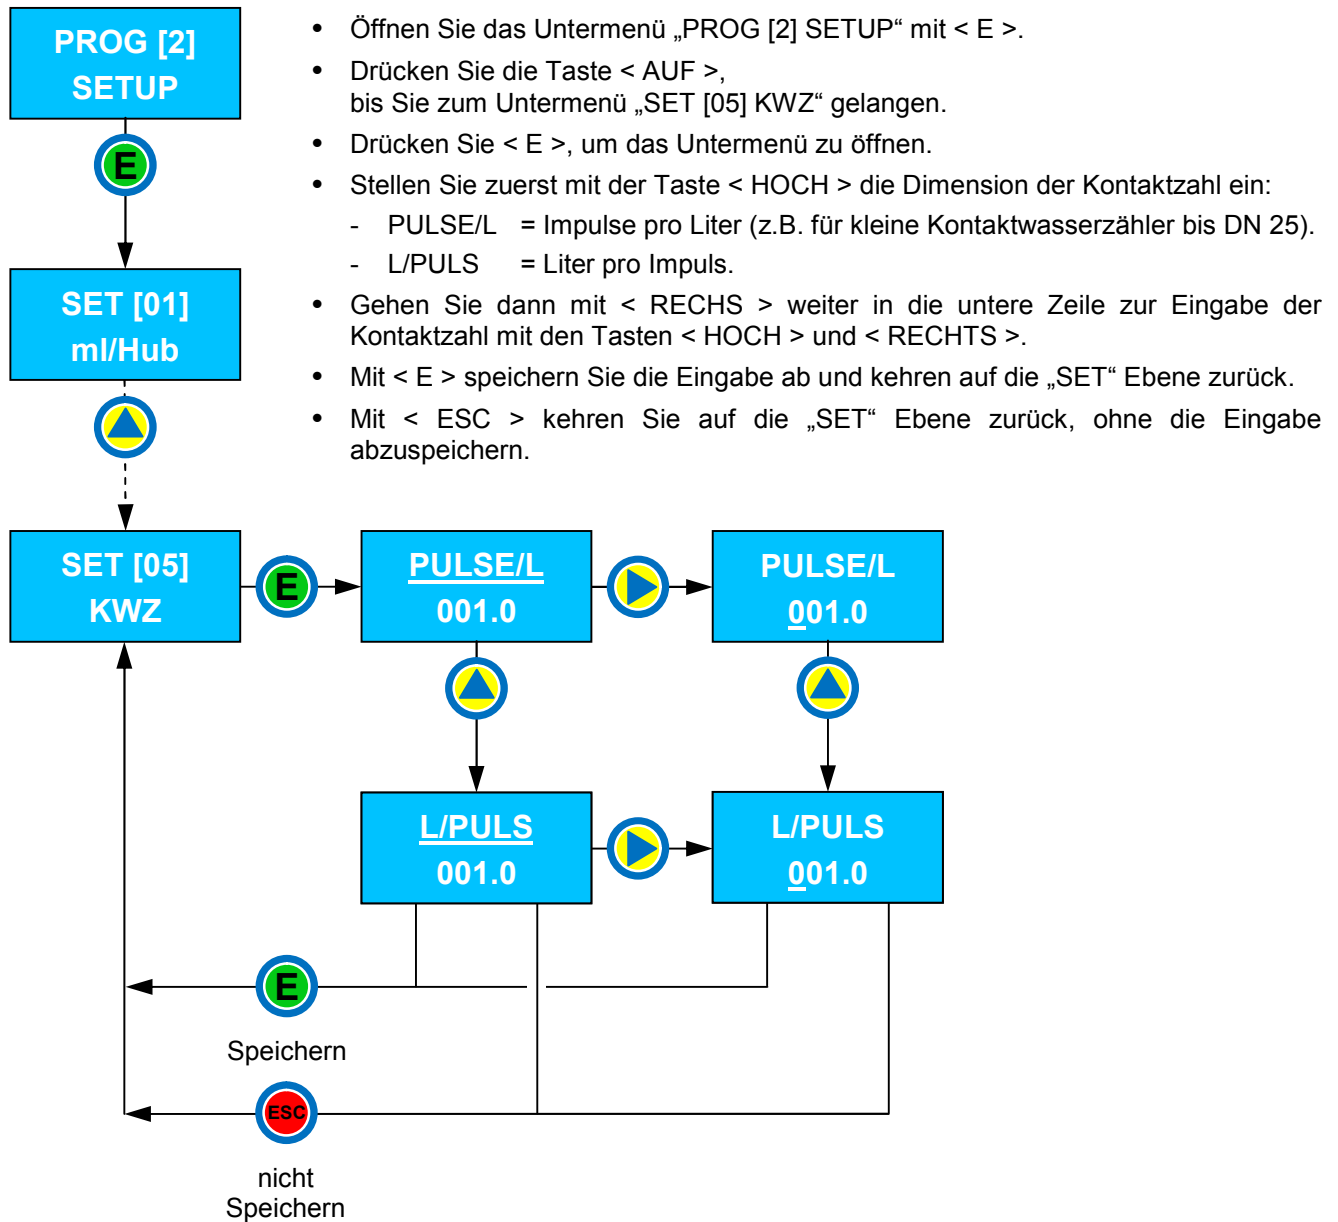 PROG [2]
SETUP
E
SET [01]
ml/Hub
• Öffnen Sie das Untermenü „PROG [2] SETUP“ mit < E >.
• Drücken Sie die Taste < AUF >,
bis Sie zum Untermenü „SET [05] KWZ“ gelangen.
• Drücken Sie < E >, um das Untermenü zu öffnen.
• Stellen Sie zuerst mit der Taste < HOCH > die Dimension der Kontaktzahl ein:
- PULSE/L = Impulse pro Liter (z.B. für kleine Kontaktwasserzähler bis DN 25).
- L/PULS = Liter pro Impuls.
• Gehen Sie dann mit < RECHS > weiter in die untere Zeile zur Eingabe der
Kontaktzahl mit den Tasten < HOCH > und < RECHTS >.
• Mit < E > speichern Sie die Eingabe ab und kehren auf die „SET“ Ebene zurück.
• Mit < ESC > kehren Sie auf die „SET“ Ebene zurück, ohne die Eingabe
abzuspeichern.
SET [05]
KWZ
E
PULSE/L
001.0
PULSE/L
001.0
L/PULS
001.0
L/PULS
001.0
E
Speichern
ESC
nicht
Speichern